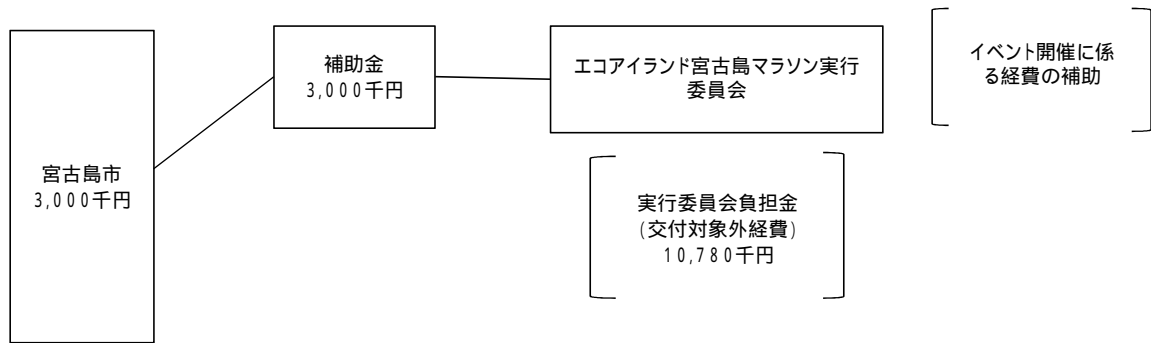 宮古島市
3,000千円
補助金
3,000千円
エコアイランド宮古島マラソン実行
委員会
イベント開催に係
る経費の補助
実行委員会負担金
(交付対象外経費)
10,780千円